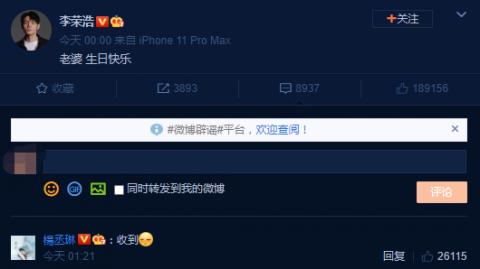 李荣浩
+关注
今天 00:00 来自 iPhone 11 Pro Max
老婆 生日快乐
收藏
3893
8937
189156
#微博辟谣#平台，欢迎查阅！
GIF
同时转发到我的微博
评论
杨丞琳：收到
今天 01:21
回复
26115